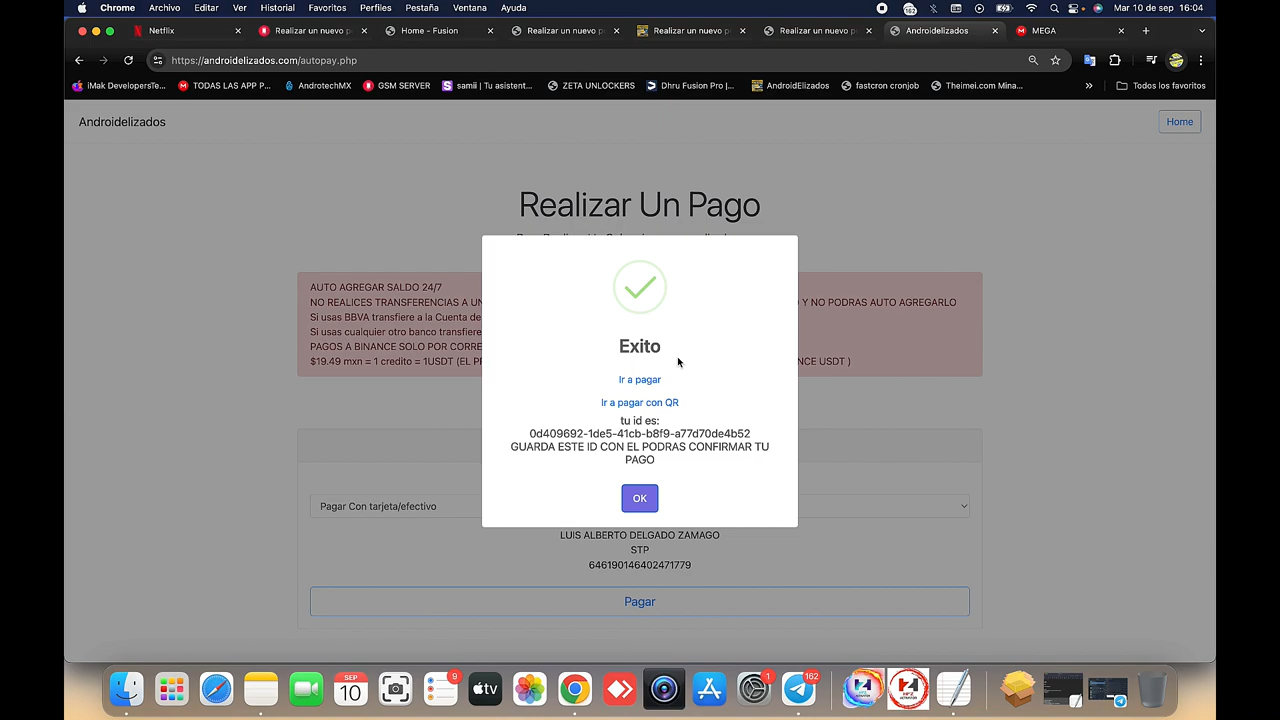 Chrome Archivo Editar Ver Historial Favoritos Perfiles Pestaña Ventana Ayuda 162 Mar 10 de sep 16:04
Netflix Realizar un nuevo p Home - Fusion Realizar un nuevo p Realizar un nuevo p Realizar un nuevo p Androidelizados MEGA
https://androidelizados.com/autopay.php
iMak DevelopersTe... TODAS LAS APP P... AndrotechMX GSM SERVER samii | Tu asistent... ZETA UNLOCKERS Dhru Fusion Pro |... AndroidElizados fastcron cronjob Theimei.com Mina... » Todos los favoritos
Androidelizados Home
Realizar Un Pago
AUTO AGREGAR SALDO 24/7
NO REALICES TRANSFERENCIAS A UN Y NO PODRAS AUTO AGREGARLO
Si usas BBVA transfiere a la Cuenta de
Si usas cualquier otro banco transfiere
PAGOS A BINANCE SOLO POR CORRE
$19.49 mxn = 1 credito = 1USDT (EL P NCE USDT )
Exito
Ir a pagar
Ir a pagar con QR
tu id es:
0d409692-1de5-41cb-b8f9-a77d70de4b52
GUARDA ESTE ID CON EL PODRAS CONFIRMAR TU
PAGO
OK
Pagar Con tarjeta/efectivo
LUIS ALBERTO DELGADO ZAMAGO
STP
646190146402471779
Pagar
SEP
10
9
tv
1
162